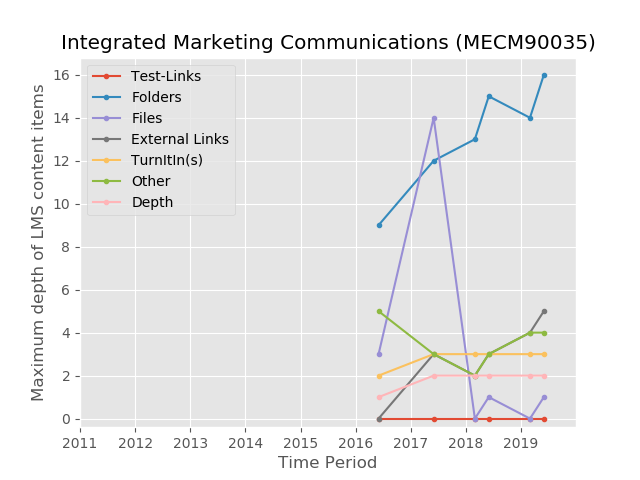 Integrated Marketing Communications (MECM90035)
Maximum depth of LMS content items
16
14
12
10
8
6
4
2
0
Test-Links
Folders
Files
External Links
TurnItIn(s)
Other
Depth
2011 2012 2013 2014 2015 2016 2017 2018 2019
Time Period